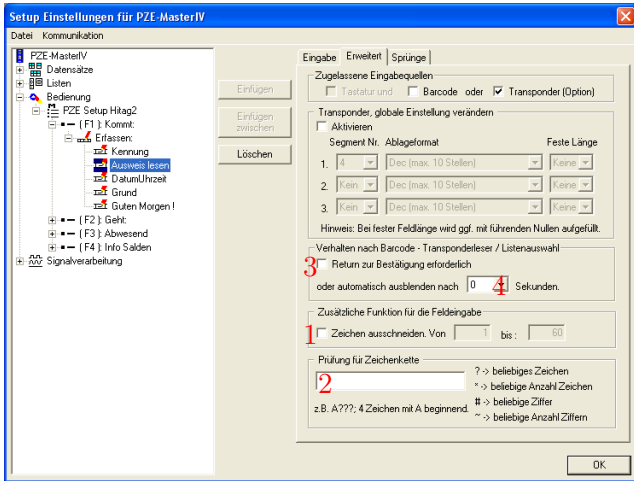 Setup Einstellungen für PZE-MasterIV
Datei Kommunikation
PZE-MasterIV
Datensätze
Listen
Bedienung
PZE Setup Hitag2
(F1): Kommt:
Erfassen:
Kennung
Ausweis lesen
DatumUhrzeit
Grund
Guten Morgen !
(F2 ): Geht:
(F3 ): Abwesend
(F4 ): Info Salden
Signalverarbeitung
Einfügen
Einfügen
zwischen
Löschen
Eingabe Erweitert Sprünge
Zugelassene Eingabequellen
Tastatur und Barcode oder Transponder (Option)
Transponder, globale Einstellung verändern
Aktivieren
Segment Nr. Ablageformat Feste Länge
1. 4 Dec (max. 10 Stellen) Keine
2. Kein Dec (max. 10 Stellen) Keine
3. Kein Dec (max. 10 Stellen) Keine
Hinweis: Bei fester Feldlänge wird ggf. mit führenden Nullen aufgefüllt.
Verhalten nach Barcode - Transponderleser / Listenauswahl
3 Return zur Bestätigung erforderlich
oder automatisch ausblenden nach 0 4 Sekunden.
Zusätzliche Funktion für die Feldeingabe
1 Zeichen ausschneiden. Von 1 bis : 60
Prüfung für Zeichenkette
2
z.B. A???; 4 Zeichen mit A beginnend.
? -> beliebiges Zeichen
* -> beliebige Anzahl Zeichen
# -> beliebige Ziffer
~ -> beliebige Anzahl Ziffern
OK